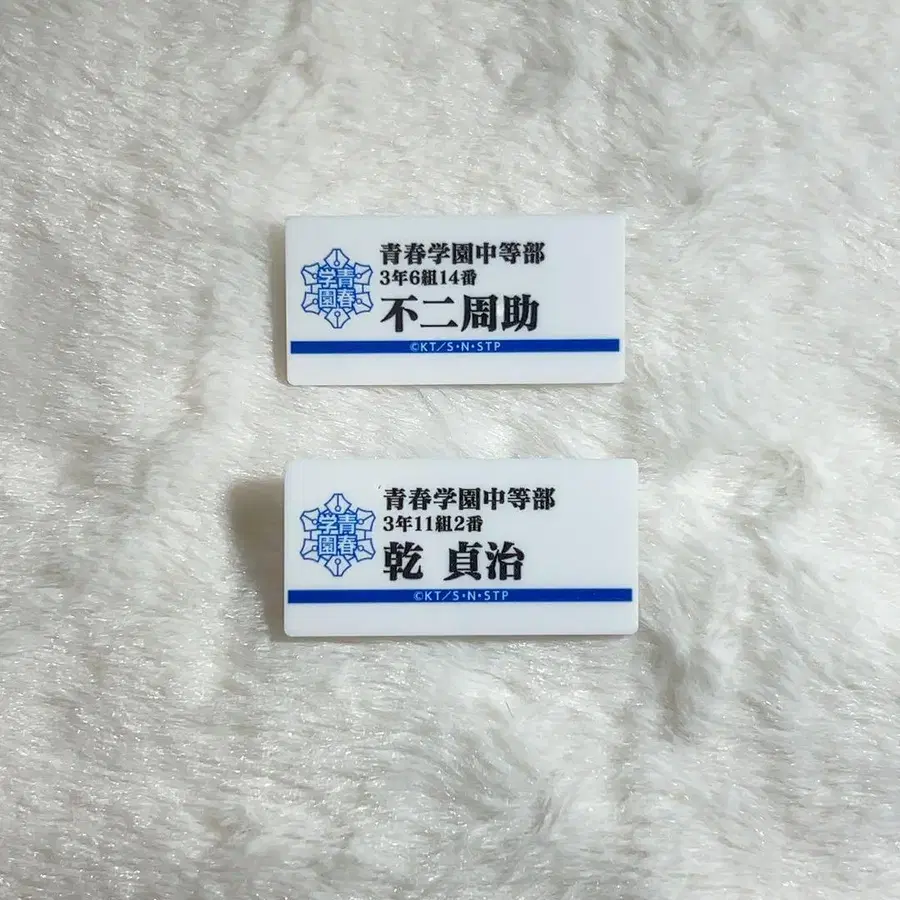 青春学園
青春学園中等部
3年6組14番
不二周助
©KT/S・N・STP
青春学園
青春学園中等部
3年11組2番
乾 貞治
©KT/S・N・STP